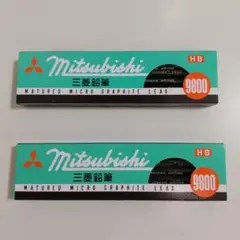 HB
Mitsubishi
三菱鉛筆
9800
MATURED MICRO GRAPHITE LEAD
HB
Mitsubishi
三菱鉛筆
9800
MATURED MICRO GRAPHITE LEAD